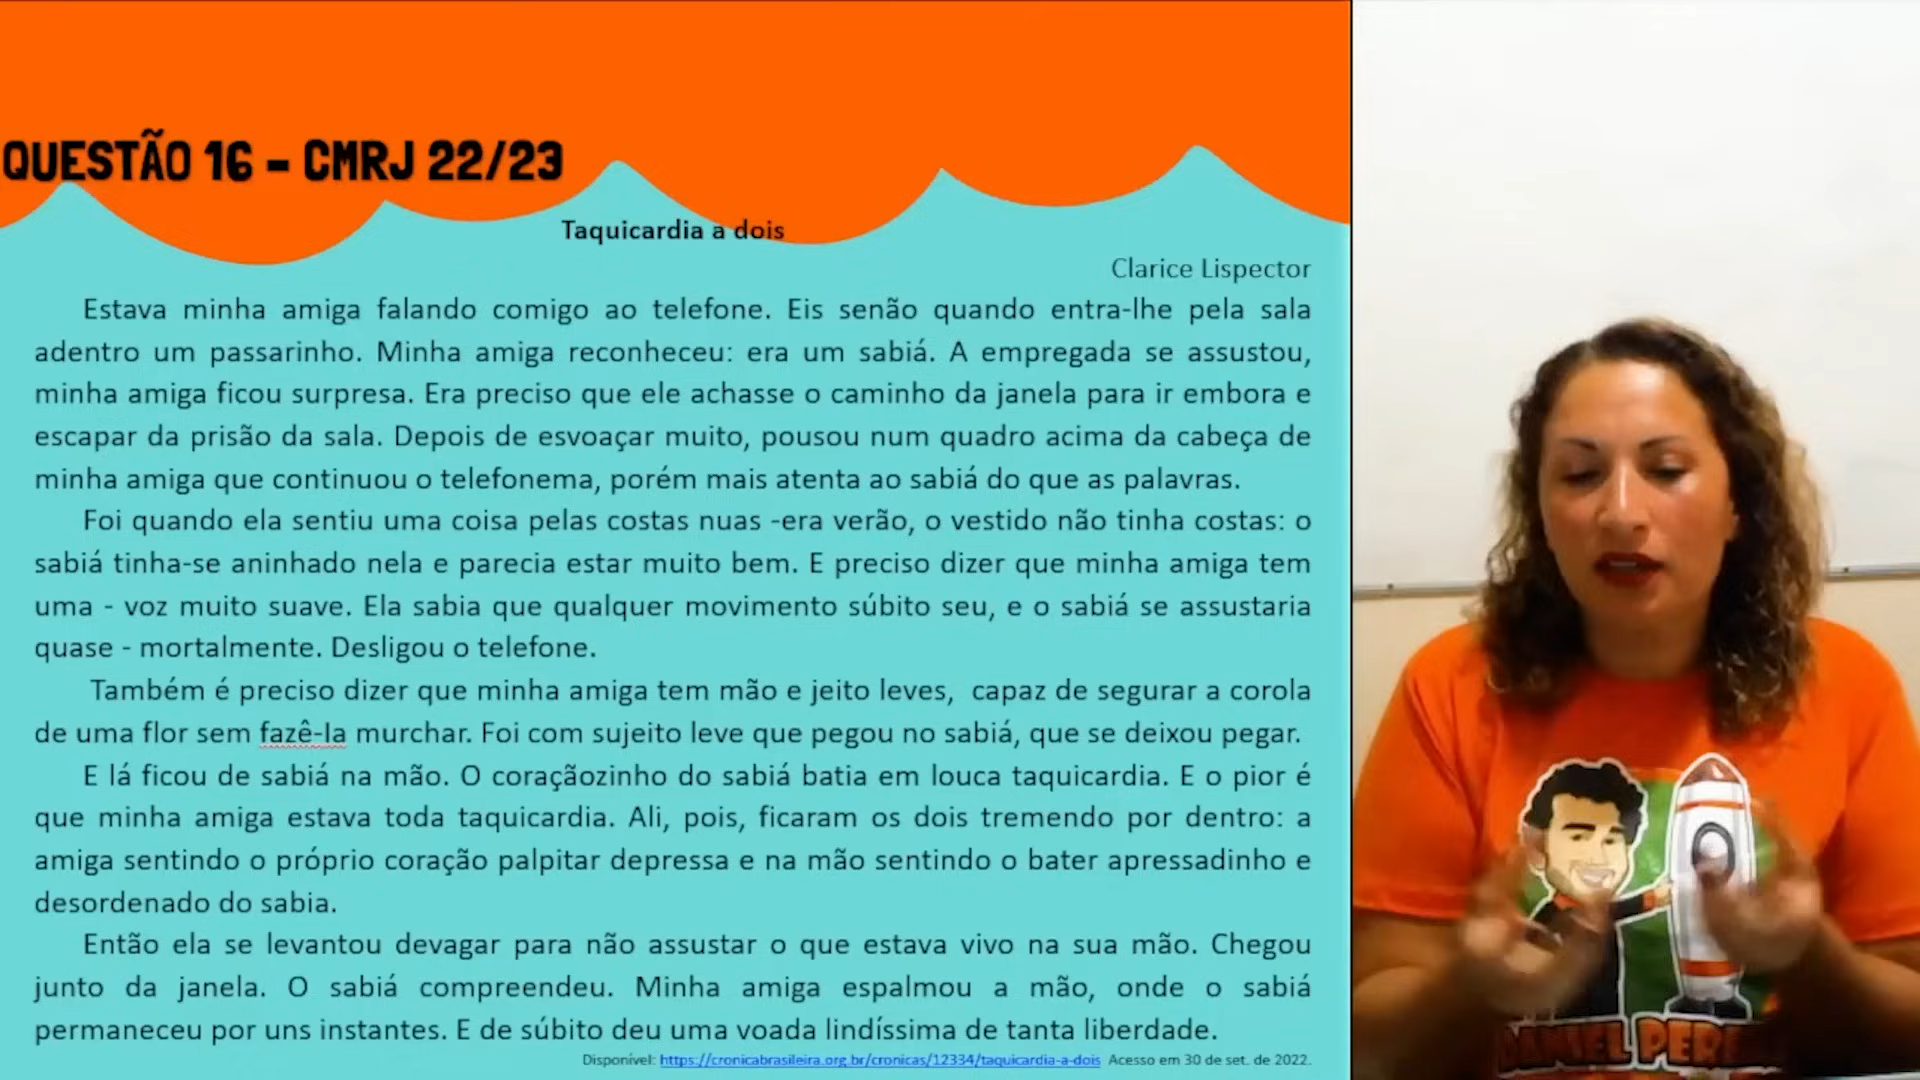 QUESTÃO 16 - CMRJ 22/23
Taquicardia a dois
Clarice Lispector
Estava minha amiga falando comigo ao telefone. Eis senão quando entra-lhe pela sala
adentro um passarinho. Minha amiga reconheceu: era um sabiá. A empregada se assustou,
minha amiga ficou surpresa. Era preciso que ele achasse o caminho da janela para ir embora e
escapar da prisão da sala. Depois de esvoaçar muito, pousou num quadro acima da cabeça de
minha amiga que continuou o telefonema, porém mais atenta ao sabiá do que as palavras.
Foi quando ela sentiu uma coisa pelas costas nuas -era verão, o vestido não tinha costas: o
sabiá tinha-se aninhado nela e parecia estar muito bem. E preciso dizer que minha amiga tem
uma - voz muito suave. Ela sabia que qualquer movimento súbito seu, e o sabiá se assustaria
quase - mortalmente. Desligou o telefone.
Também é preciso dizer que minha amiga tem mão e jeito leves, capaz de segurar a corola
de uma flor sem fazê-Ia murchar. Foi com sujeito leve que pegou no sabiá, que se deixou pegar.
E lá ficou de sabiá na mão. O coraçãozinho do sabiá batia em louca taquicardia. E o pior é
que minha amiga estava toda taquicardia. Ali, pois, ficaram os dois tremendo por dentro: a
amiga sentindo o próprio coração palpitar depressa e na mão sentindo o bater apressadinho e
desordenado do sabia.
Então ela se levantou devagar para não assustar o que estava vivo na sua mão. Chegou
junto da janela. O sabiá compreendeu. Minha amiga espalmou a mão, onde o sabiá
permaneceu por uns instantes. E de súbito deu uma voada lindíssima de tanta liberdade.
Disponível: https://cronicabrasileira.org.br/cronicas/12334/taquicardia-a-dois Acesso em 30 de set. de 2022.